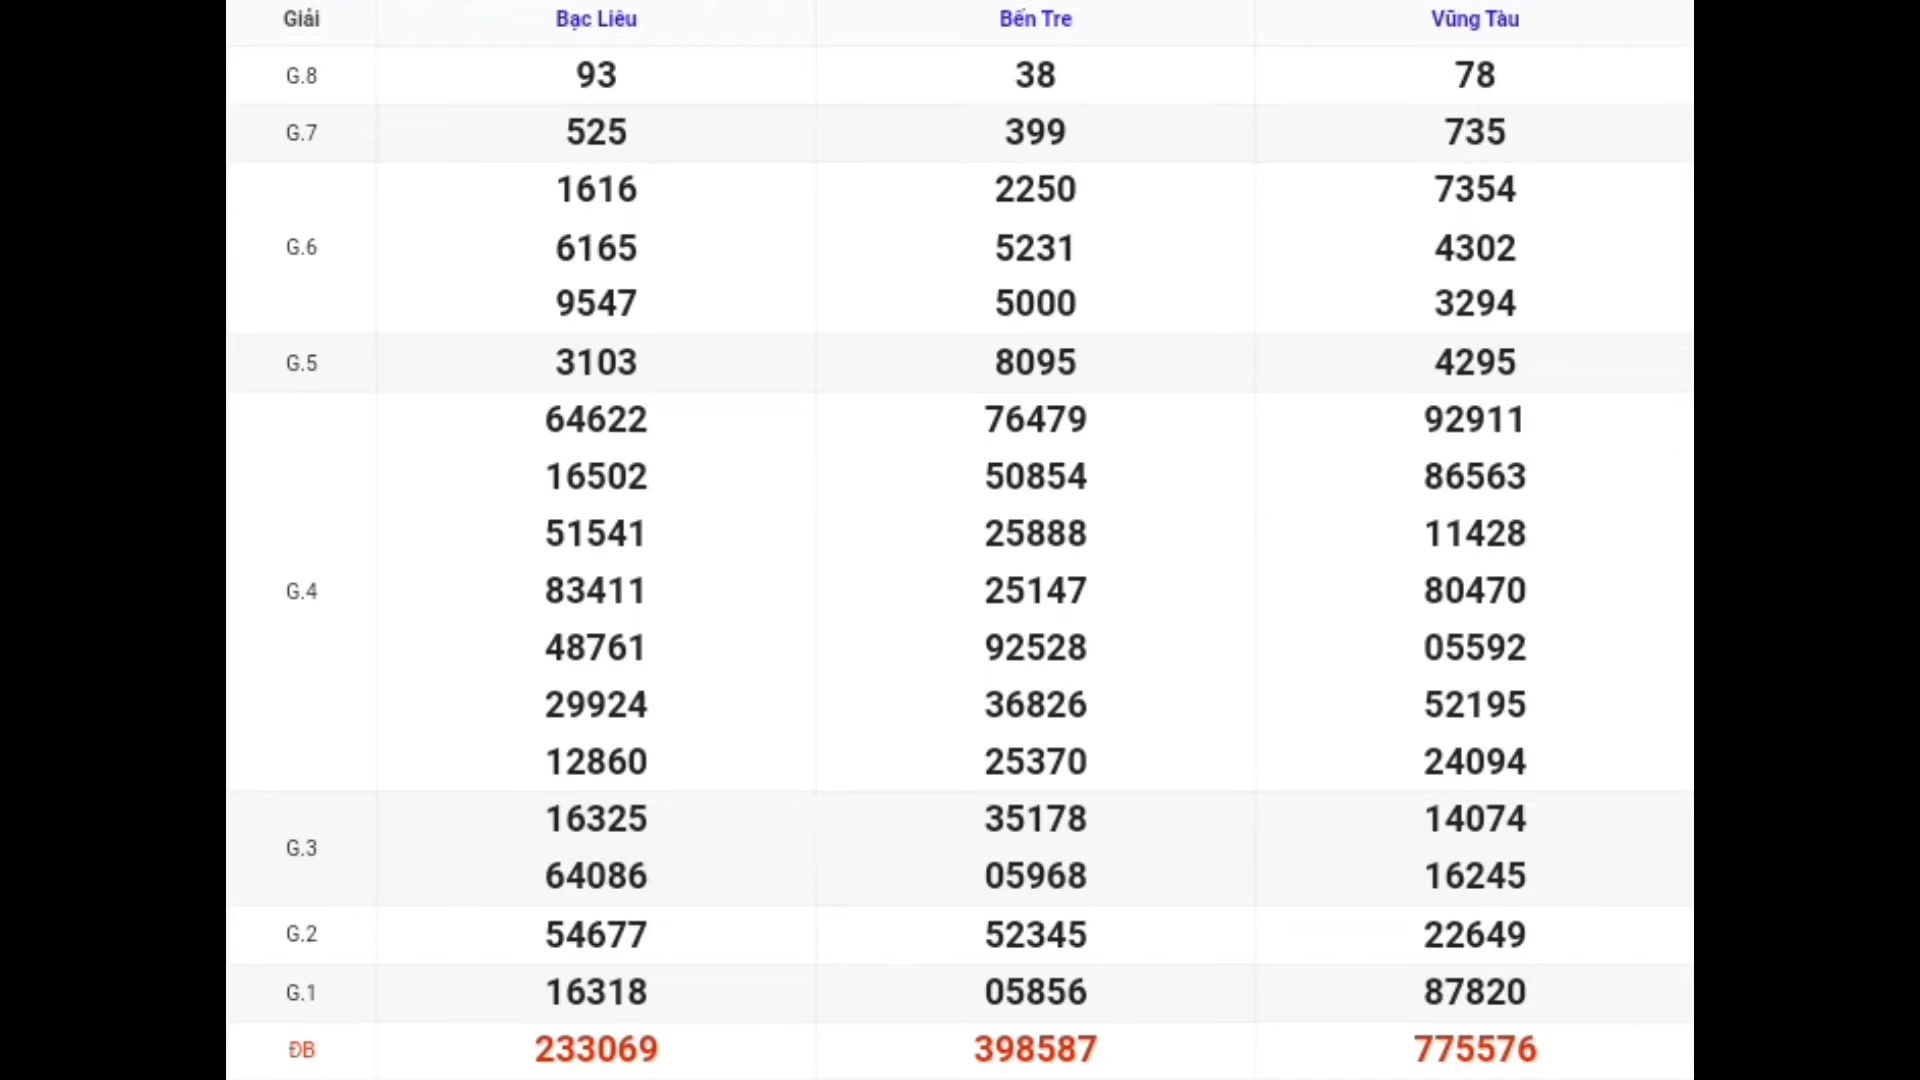 Giải Bạc Liêu Bến Tre Vũng Tàu
G.8 93 38 78
G.7 525 399 735
1616 2250 7354
G.6 6165 5231 4302
9547 5000 3294
G.5 3103 8095 4295
64622 76479 92911
16502 50854 86563
51541 25888 11428
G.4 83411 25147 80470
48761 92528 05592
29924 36826 52195
12860 25370 24094
16325 35178 14074
G.3
64086 05968 16245
G.2 54677 52345 22649
G.1 16318 05856 87820
ĐB 233069 398587 775576